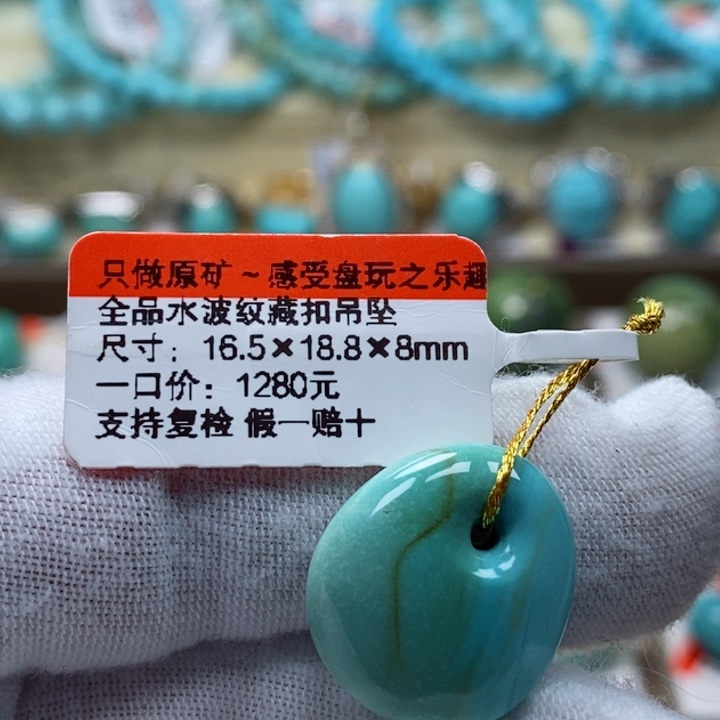 只做原矿~感受盘玩之乐趣
全品水波纹藏扣吊坠
尺寸：16.5×18.8×8mm
一口价：1280元
支持复检 假一赔十